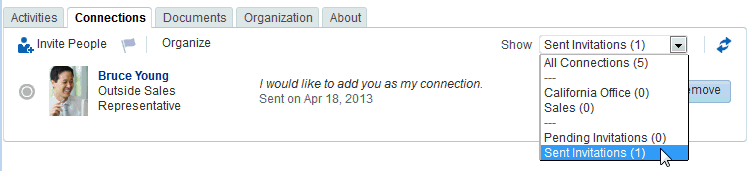 Activities
Connections
Documents
Organization
About
Invite People
Organize
Show
Sent Invitations (1)
All Connections (5)
---
California Office (0)
Sales (0)
---
Pending Invitations (0)
Sent Invitations (1)
Bruce Young
Outside Sales
Representative
I would like to add you as my connection.
Sent on Apr 18, 2013
emove